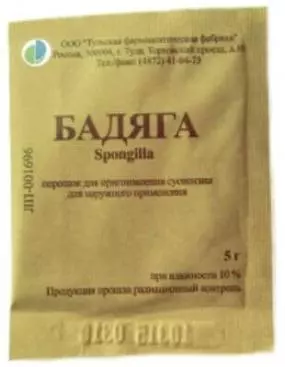 ООО "Тульская фармацевтическая фабрика"
Россия, 300004, г. Тула, Торховский проезд, д.10
Тел/факс (4872) 41-04-73
БАДЯГА
Spongilla
порошок для приготовления суспензии
для наружного применения
ЛП-001696
5 г
при влажности 10 %
Продукция прошла радиационный контроль